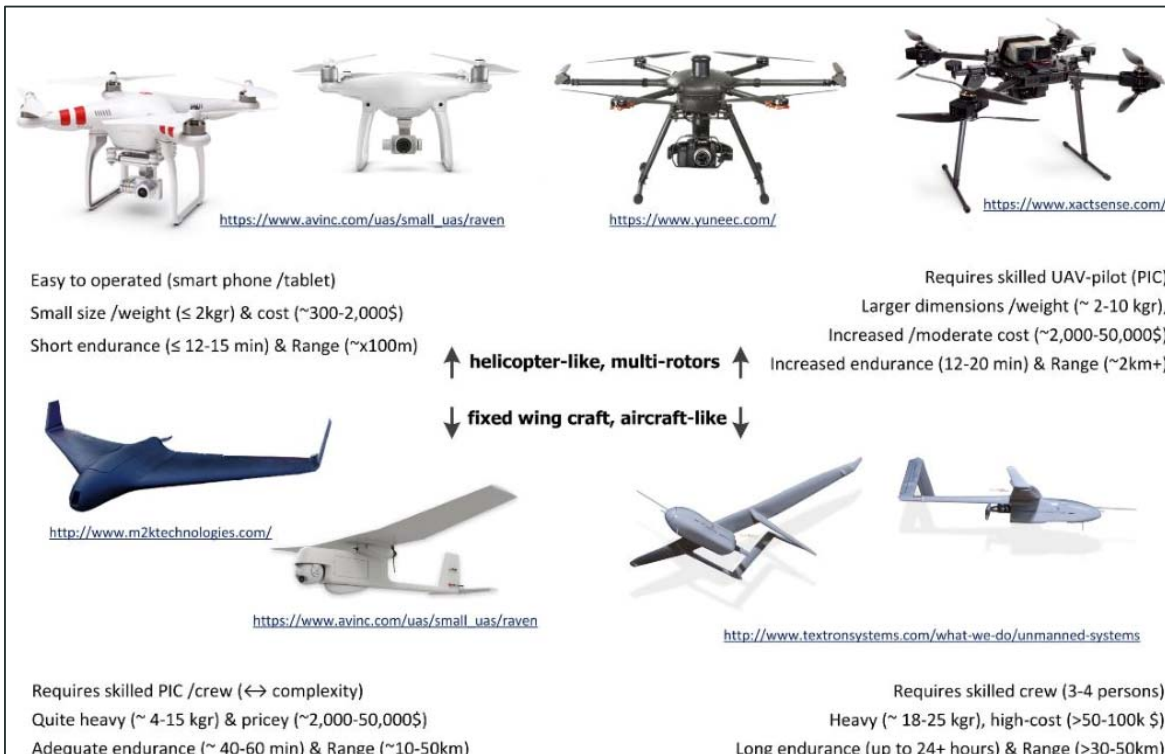 https://www.avinc.com/uas/small_uas/raven
https://www.yuneec.com/
https://www.xactsense.com/
Easy to operated (smart phone /tablet)
Small size /weight (≤ 2kgr) & cost (~300-2,000$)
Short endurance (≤ 12-15 min) & Range (~x100m)
Requires skilled UAV-pilot (PIC)
Larger dimensions /weight (~ 2-10 kgr),
Increased /moderate cost (~2,000-50,000$)
Increased endurance (12-20 min) & Range (~2km+)
↑ helicopter-like, multi-rotors ↑
↓ fixed wing craft, aircraft-like ↓
http://www.m2ktechnologies.com/
https://www.avinc.com/uas/small_uas/raven
http://www.textronsystems.com/what-we-do/unmanned-systems
Requires skilled PIC /crew (↔ complexity)
Quite heavy (~ 4-15 kgr) & pricey (~2,000-50,000$)
Adequate endurance (~ 40-60 min) & Range (~10-50km)
Requires skilled crew (3-4 persons)
Heavy (~ 18-25 kgr), high-cost (>50-100k $)
Long endurance (up to 24+ hours) & Range (>30-50km)